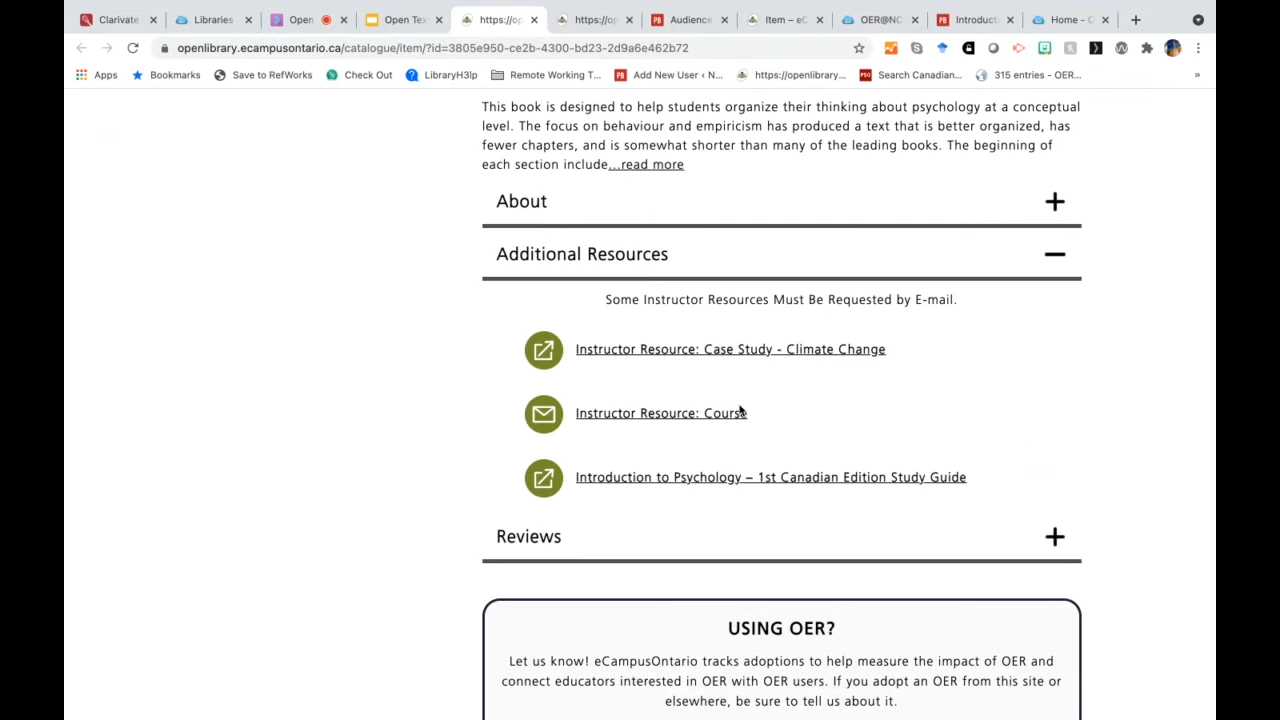 Clarivate
Libraries
Open
Open Tex
https://op
https://op
Audience
Item – eC
OER@NC
Introducti
Home - O
openlibrary.ecampusontario.ca/catalogue/item/?id=3805e950-ce2b-4300-bd23-2d9a6e462b72
Apps
Bookmarks
Save to RefWorks
Check Out
LibraryH3lp
Remote Working T...
Add New User ‹ N...
https://openlibrary...
Search Canadian...
315 entries - OER...
»
This book is designed to help students organize their thinking about psychology at a conceptual
level. The focus on behaviour and empiricism has produced a text that is better organized, has
fewer chapters, and is somewhat shorter than many of the leading books. The beginning of
each section include...read more
About
Additional Resources
Some Instructor Resources Must Be Requested by E-mail.
Instructor Resource: Case Study - Climate Change
Instructor Resource: Course
Introduction to Psychology – 1st Canadian Edition Study Guide
Reviews
USING OER?
Let us know! eCampusOntario tracks adoptions to help measure the impact of OER and
connect educators interested in OER with OER users. If you adopt an OER from this site or
elsewhere, be sure to tell us about it.